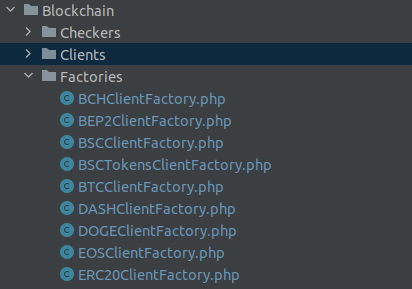 Blockchain
Checkers
Clients
Factories
BCHClientFactory.php
BEP2ClientFactory.php
BSCClientFactory.php
BSCTokensClientFactory.php
BTCClientFactory.php
DASHClientFactory.php
DOGEClientFactory.php
EOSClientFactory.php
ERC20ClientFactory.php